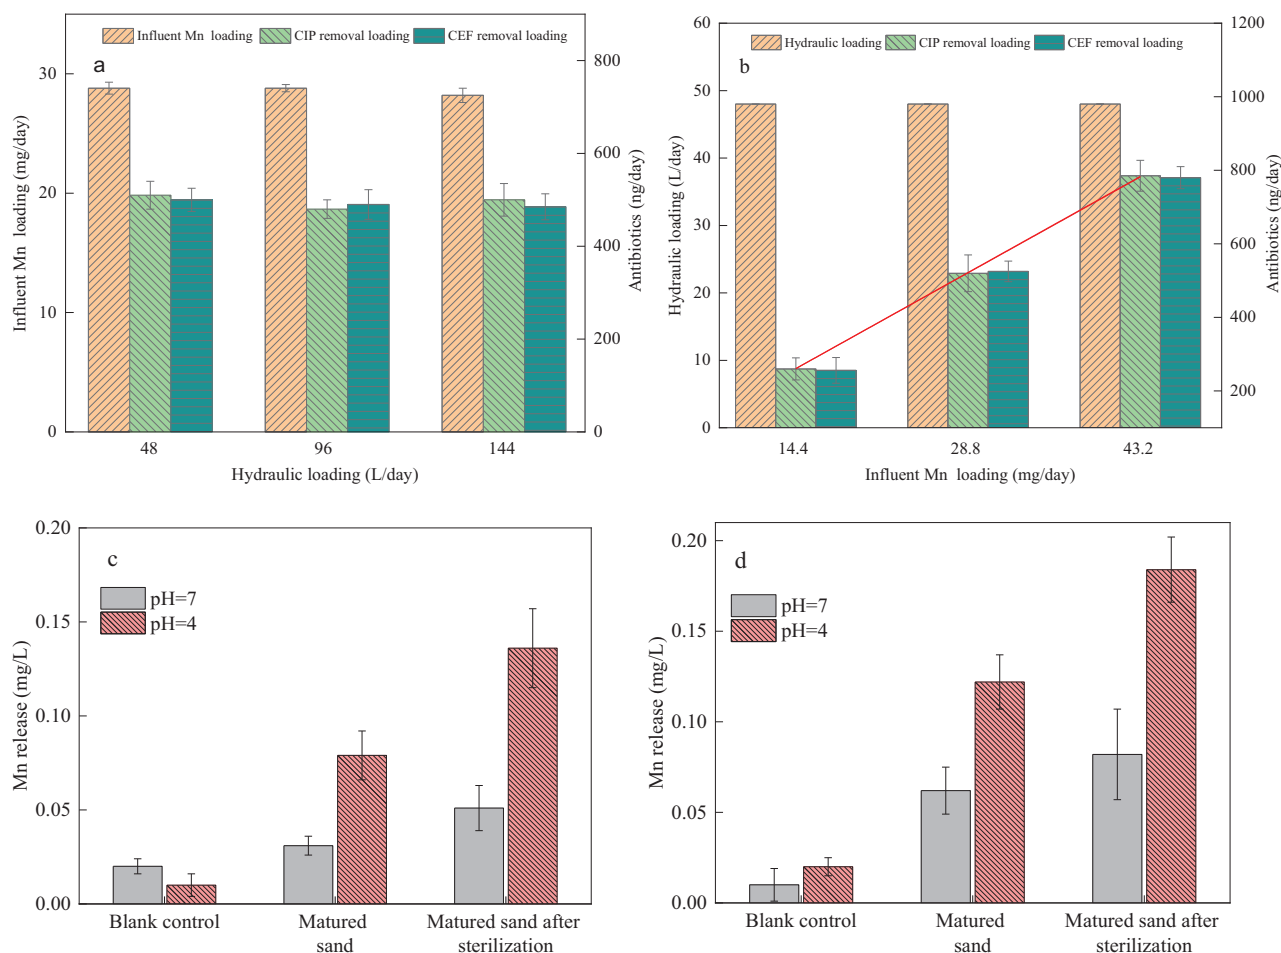 a
Influent Mn loading
CIP removal loading
CEF removal loading
30
20
10
0
800
600
400
200
0
Influent Mn loading (mg/day)
Antibiotics (ng/day)
48
96
144
Hydraulic loading (L/day)
b
Hydraulic loading
CIP removal loading
CEF removal loading
60
50
40
30
20
10
0
1200
1000
800
600
400
200
Hydraulic loading (L/day)
Antibiotics (ng/day)
14.4
28.8
43.2
Influent Mn loading (mg/day)
c
pH=7
pH=4
0.20
0.15
0.10
0.05
0.00
Mn release (mg/L)
Blank control
Matured
sand
Matured sand after
sterilization
d
pH=7
pH=4
0.20
0.15
0.10
0.05
0.00
Mn release (mg/L)
Blank control
Matured
sand
Matured sand after
sterilization